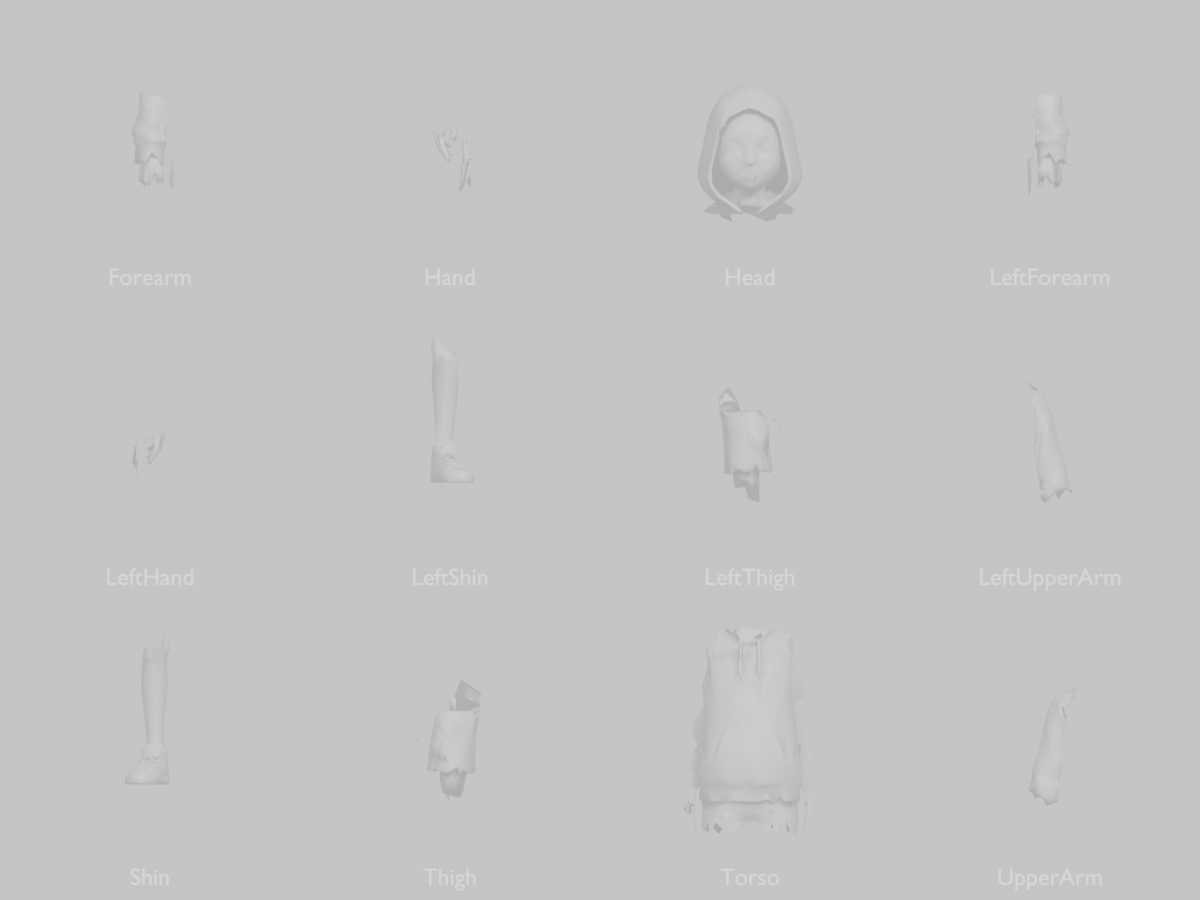 Forearm
Hand
Head
LeftForearm
LeftHand
LeftShin
LeftThigh
LeftUpperArm
Shin
Thigh
Torso
UpperArm